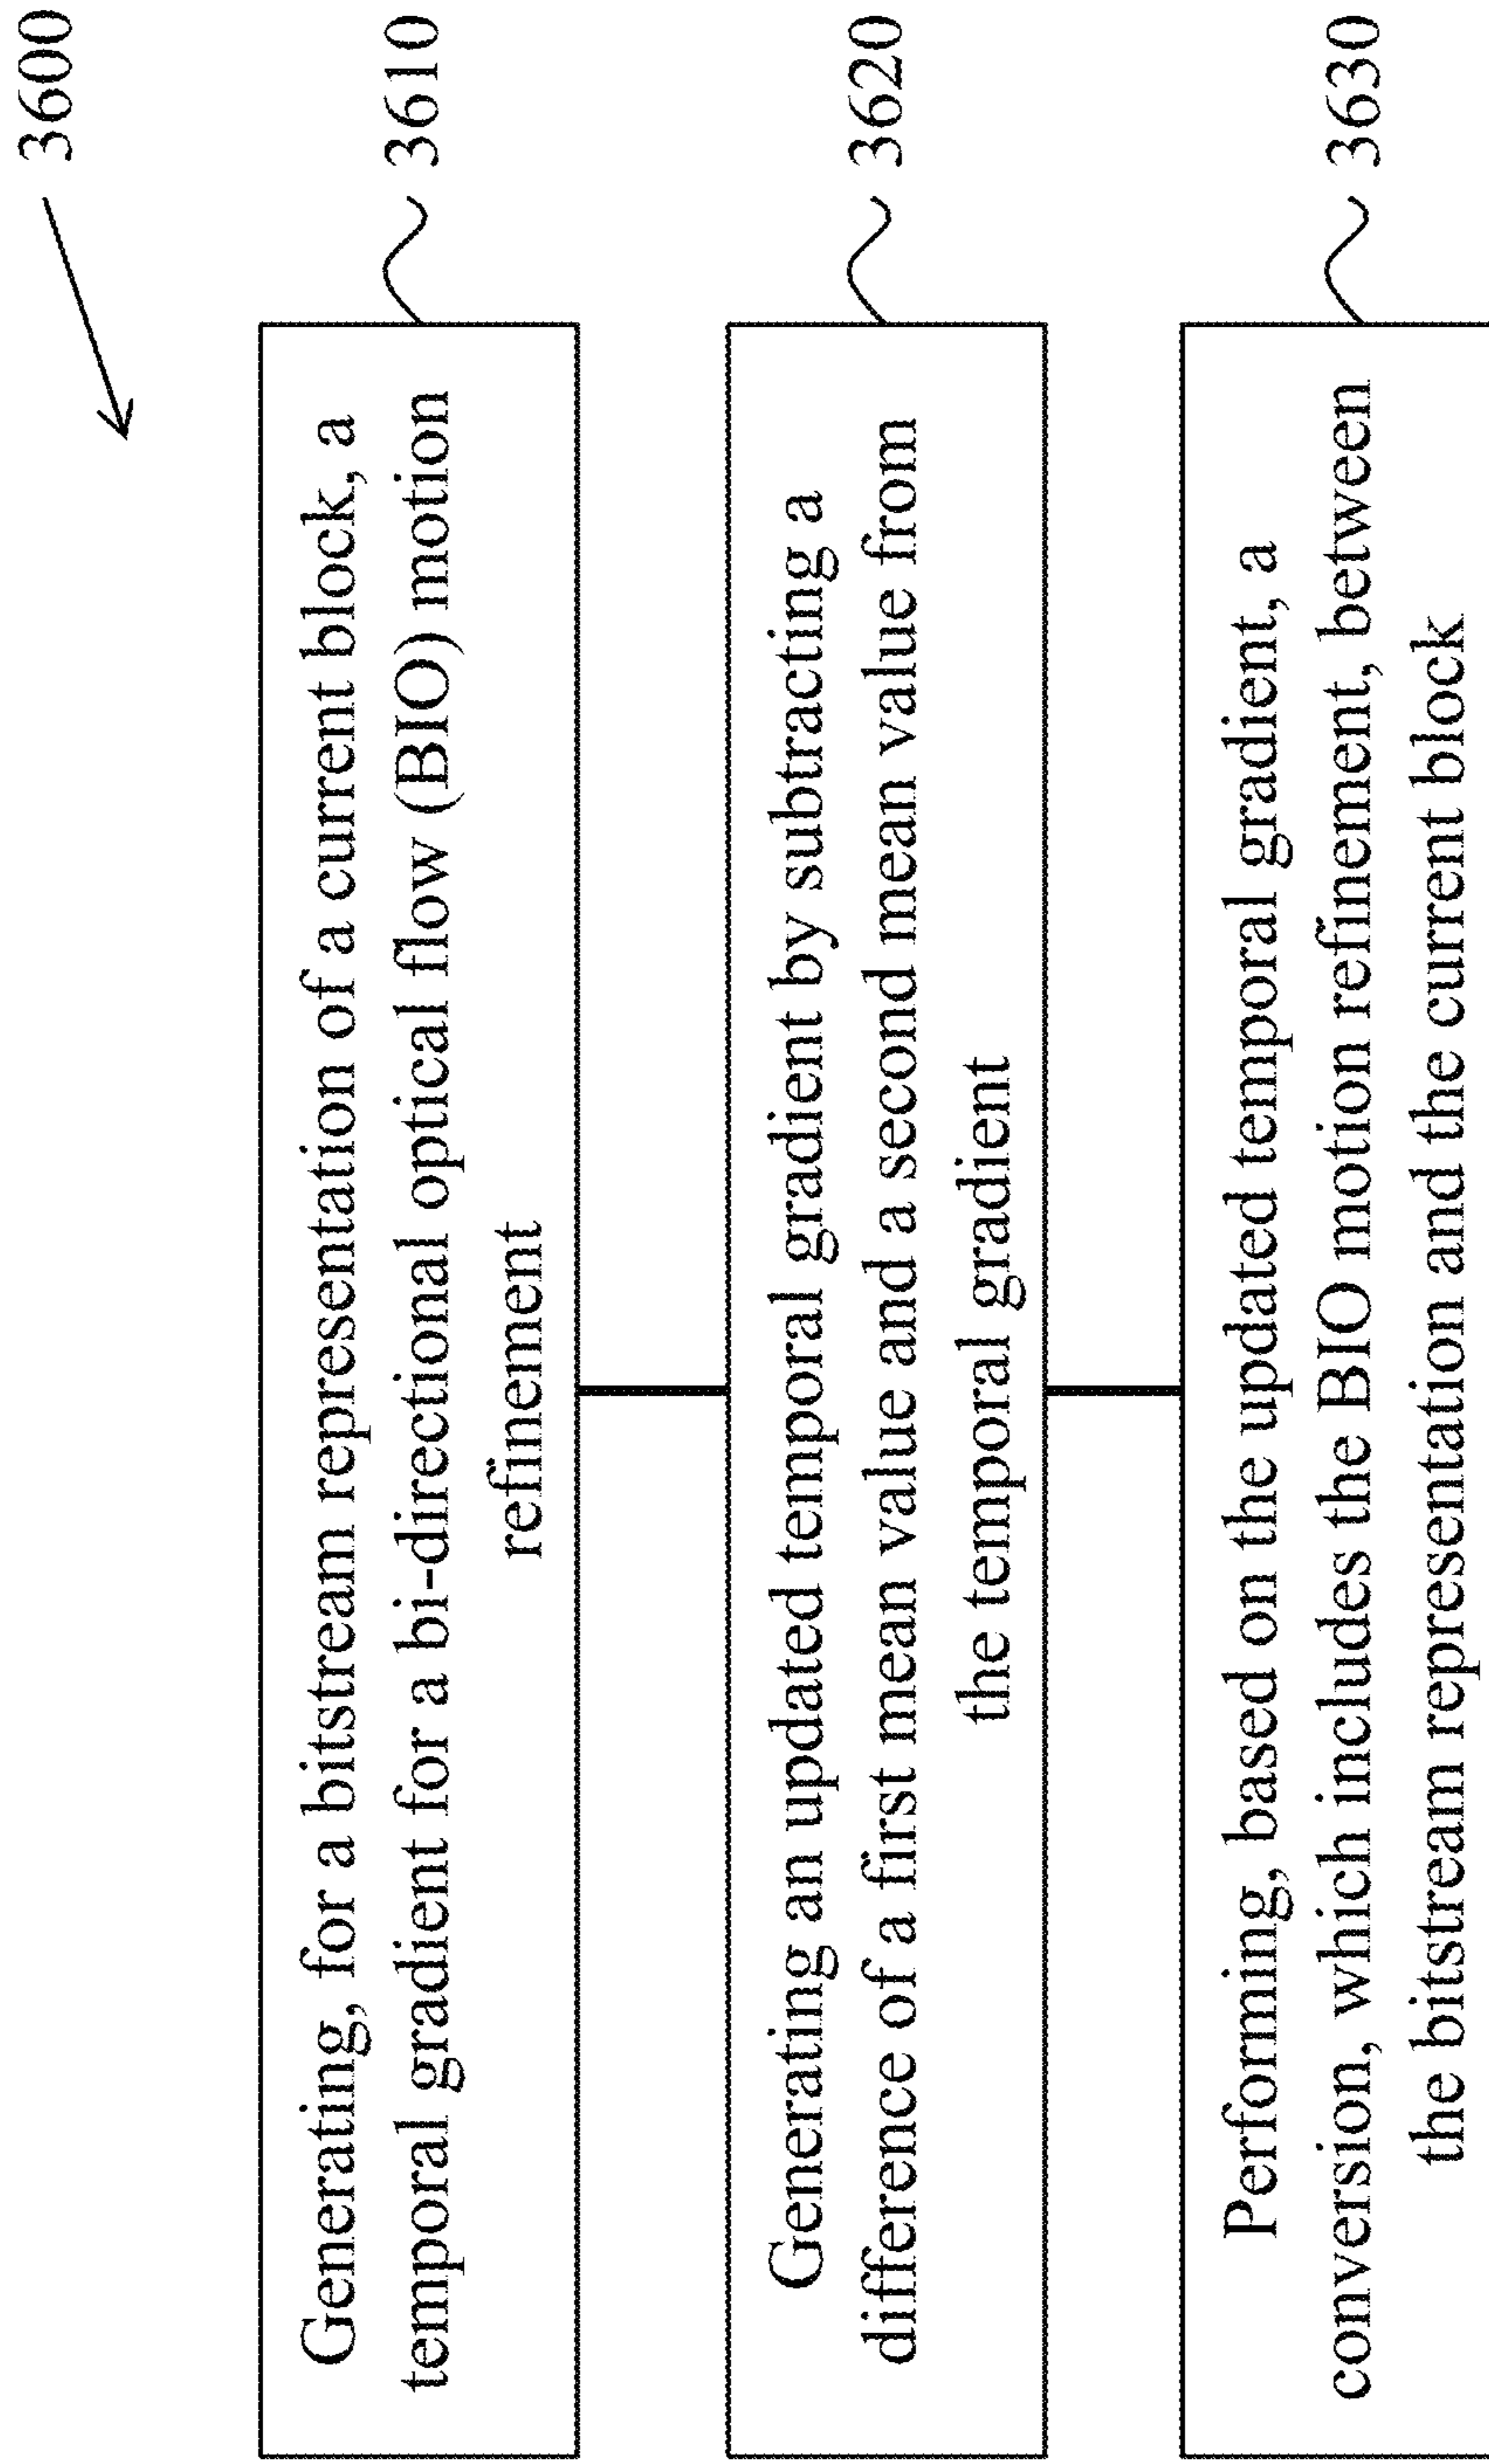 3600
Generating, for a bitstream representation of a current block, a
temporal gradient for a bi-directional optical flow (BIO) motion
refinement
3610
Generating an updated temporal gradient by subtracting a
difference of a first mean value and a second mean value from
the temporal gradient
3620
Performing, based on the updated temporal gradient, a
conversion, which includes the BIO motion refinement, between
the bitstream representation and the current block
3630